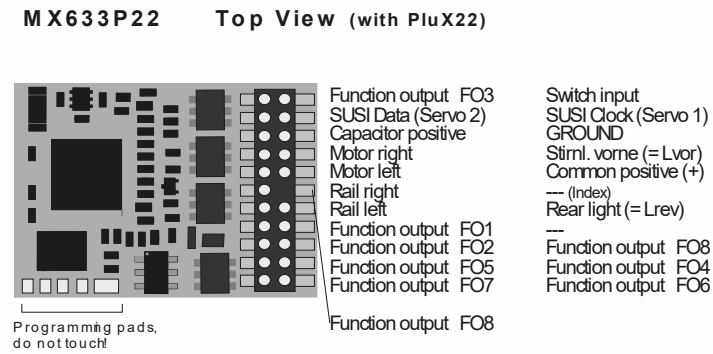 MX633P22 Top View (with PluX22)
Function output FO3 Switch input
SUSI Data (Servo 2) SUSI Clock (Servo 1)
Capacitor positive GROUND
Motor right Stirnl. vorne (= Lvor)
Motor left Common positive (+)
Rail right --- (Index)
Rail left Rear light (= Lrev)
Function output FO1 ---
Function output FO2 Function output FO8
Function output FO5 Function output FO4
Function output FO7 Function output FO6
Function output FO8
Programming pads,
do not touch!